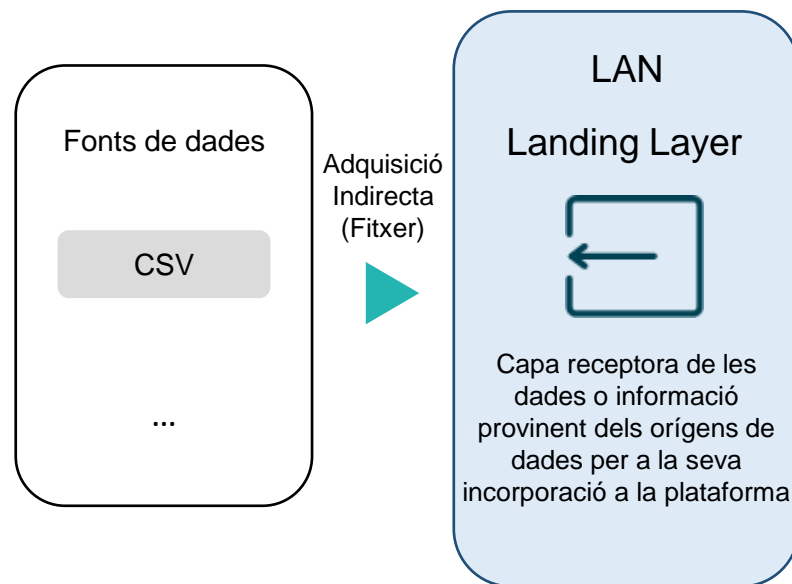 Fonts de dades
CSV
...
Adquisició
Indirecta
(Fitxer)
LAN
Landing Layer
Capa receptora de les
dades o informació
provinent dels orígens de
dades per a la seva
incorporació a la plataforma